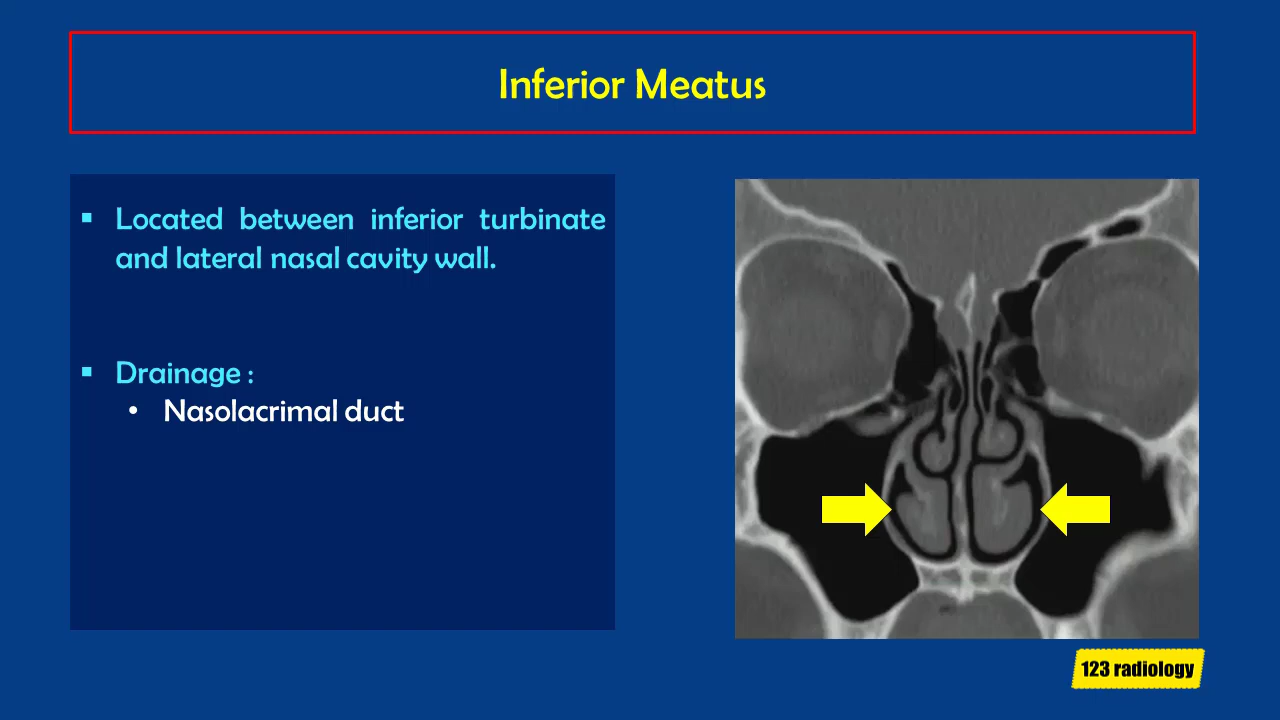 Inferior Meatus
▪ Located between inferior turbinate
and lateral nasal cavity wall.
▪ Drainage :
• Nasolacrimal duct
123 radiology